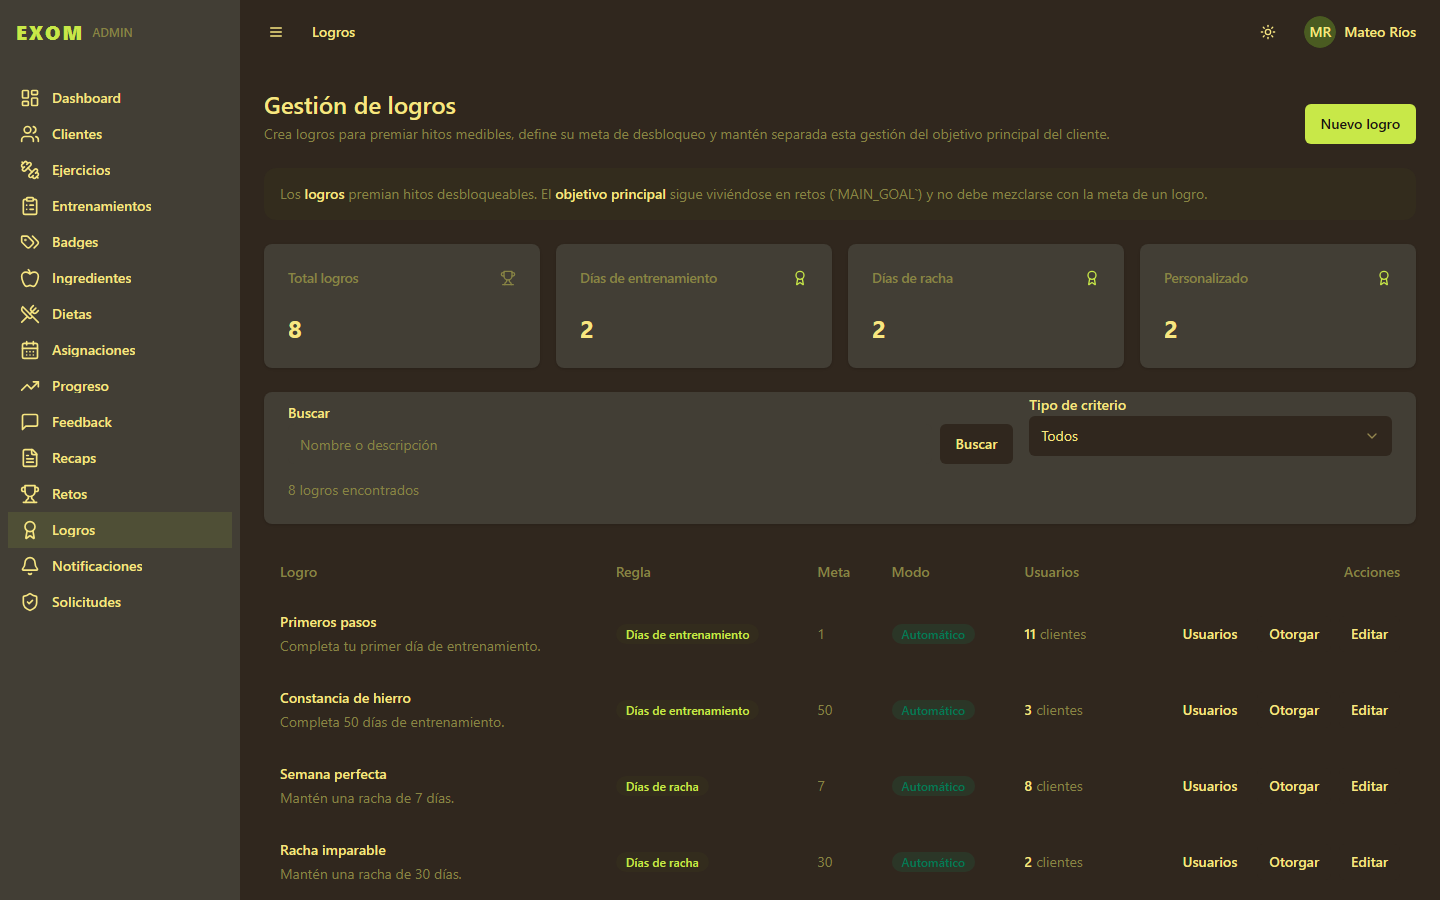 EXOM ADMIN
Dashboard
Clientes
Ejercicios
Entrenamientos
Badges
Ingredientes
Dietas
Asignaciones
Progreso
Feedback
Recaps
Retos
Logros
Notificaciones
Solicitudes
Logros
MR Mateo Ríos
Gestión de logros
Crea logros para premiar hitos medibles, define su meta de desbloqueo y mantén separada esta gestión del objetivo principal del cliente.
Nuevo logro
Los logros premian hitos desbloqueables. El objetivo principal sigue viviéndose en retos (`MAIN_GOAL`) y no debe mezclarse con la meta de un logro.
Total logros
8
Días de entrenamiento
2
Días de racha
2
Personalizado
2
Buscar
Nombre o descripción
Buscar
Tipo de criterio
Todos
8 logros encontrados
Logro Regla Meta Modo Usuarios Acciones
Primeros pasos
Completa tu primer día de entrenamiento.
Días de entrenamiento 1 Automático 11 clientes Usuarios Otorgar Editar
Constancia de hierro
Completa 50 días de entrenamiento.
Días de entrenamiento 50 Automático 3 clientes Usuarios Otorgar Editar
Semana perfecta
Mantén una racha de 7 días.
Días de racha 7 Automático 8 clientes Usuarios Otorgar Editar
Racha imparable
Mantén una racha de 30 días.
Días de racha 30 Automático 2 clientes Usuarios Otorgar Editar